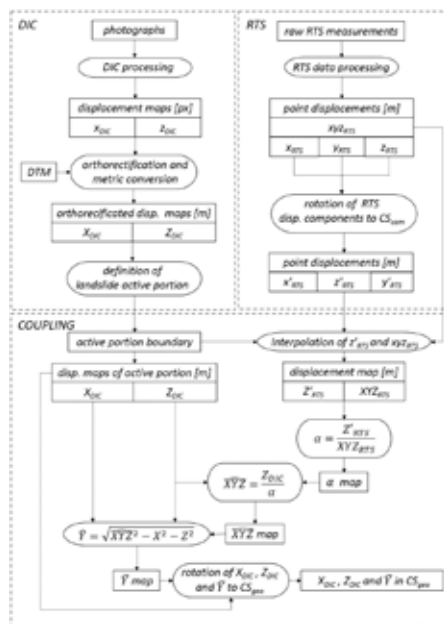 DIC
photographs
DIC processing
displacement maps [px]
x_DIC z_DIC
DTM
orthorectification and
metric conversion
orthorecificated disp. maps [m]
X_DIC Z_DIC
definition of
landslide active portion
RTS
raw RTS measurements
RTS data processing
point displacements [m]
xyz_RTS
x_RTS y_RTS z_RTS
rotation of RTS
disp. components to CS_cam
point displacements [m]
x'_RTS z'_RTS y'_RTS
COUPLING
active portion boundary
Interpolation of z'_RTS and xyz_RTS
disp. maps of active portion [m]
X_DIC Z_DIC
displacement map [m]
Z'_RTS XYZ_RTS
α = Z'_RTS / XYZ_RTS
α map
X̂YZ = Z_DIC / α
X̂YZ map
Ŷ = √(X̂YZ² − X² − Z²)
Ŷ map
rotation of X_DIC, Z_DIC
and Ŷ to CS_geo
X_DIC, Z_DIC and Ŷ in CS_geo